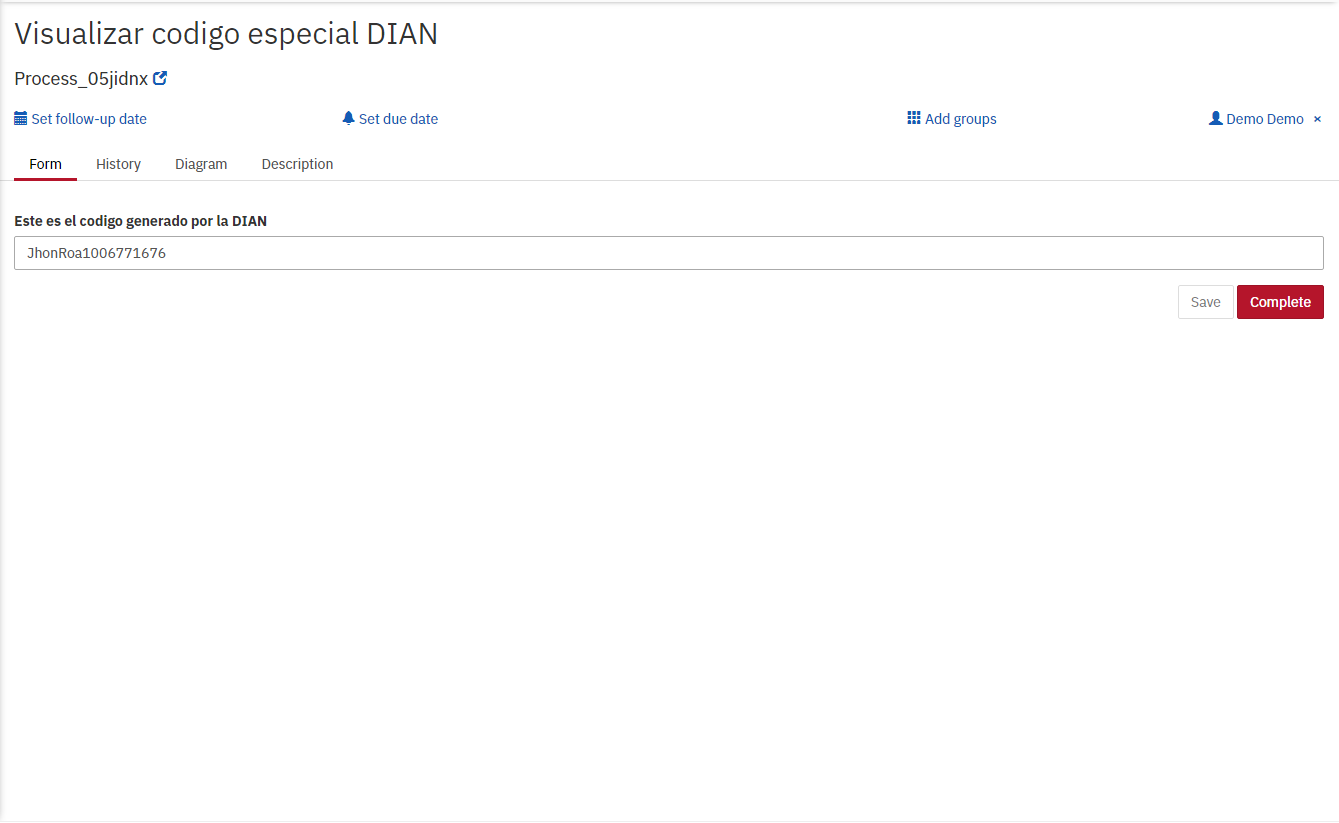 Visualizar codigo especial DIAN
Process_05jidnx
Set follow-up date Set due date Add groups Demo Demo ×
Form History Diagram Description
Este es el codigo generado por la DIAN
JhonRoa1006771676
Save Complete